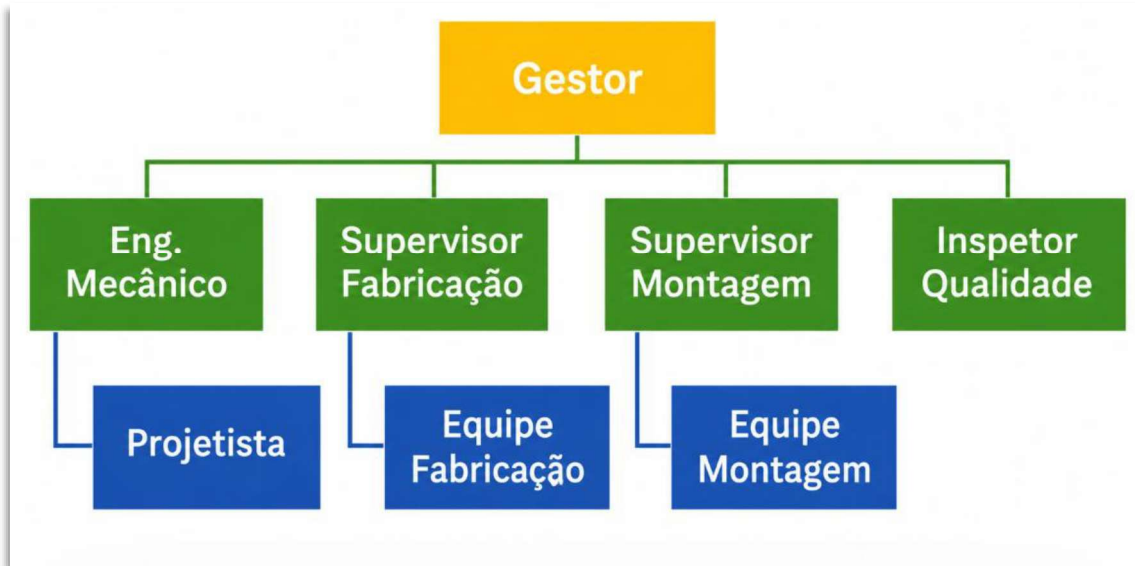 Gestor
Eng.
Mecânico
Supervisor
Fabricação
Supervisor
Montagem
Inspetor
Qualidade
Projetista
Equipe
Fabricação
Equipe
Montagem